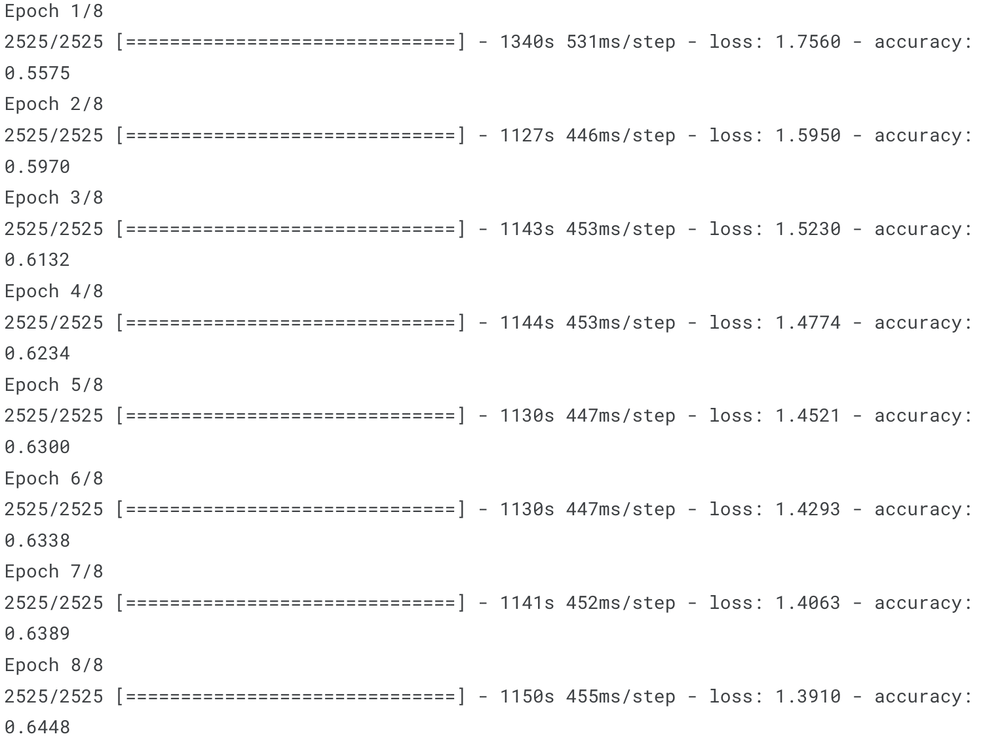 Epoch 1/8
2525/2525 [==============================] - 1340s 531ms/step - loss: 1.7560 - accuracy:
0.5575
Epoch 2/8
2525/2525 [==============================] - 1127s 446ms/step - loss: 1.5950 - accuracy:
0.5970
Epoch 3/8
2525/2525 [==============================] - 1143s 453ms/step - loss: 1.5230 - accuracy:
0.6132
Epoch 4/8
2525/2525 [==============================] - 1144s 453ms/step - loss: 1.4774 - accuracy:
0.6234
Epoch 5/8
2525/2525 [==============================] - 1130s 447ms/step - loss: 1.4521 - accuracy:
0.6300
Epoch 6/8
2525/2525 [==============================] - 1130s 447ms/step - loss: 1.4293 - accuracy:
0.6338
Epoch 7/8
2525/2525 [==============================] - 1141s 452ms/step - loss: 1.4063 - accuracy:
0.6389
Epoch 8/8
2525/2525 [==============================] - 1150s 455ms/step - loss: 1.3910 - accuracy:
0.6448